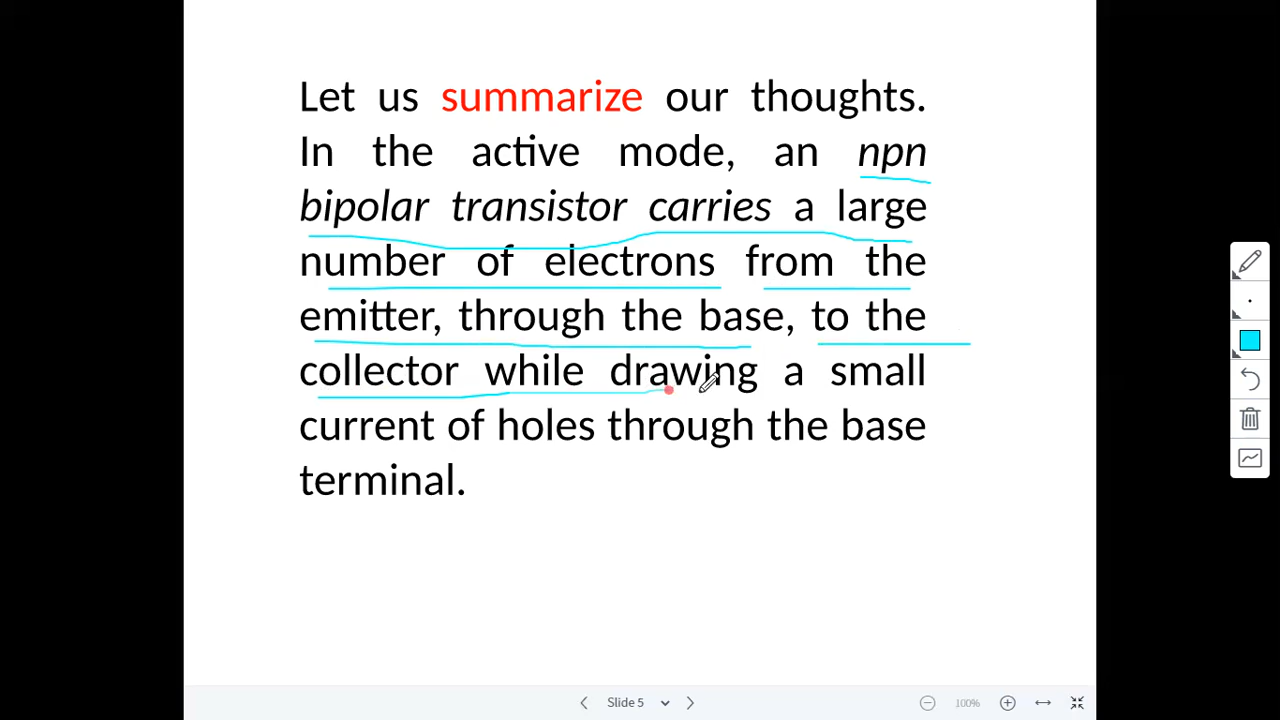 Let us summarize our thoughts.
In the active mode, an npn
bipolar transistor carries a large
number of electrons from the
emitter, through the base, to the
collector while drawing a small
current of holes through the base
terminal.
Slide 5
100%